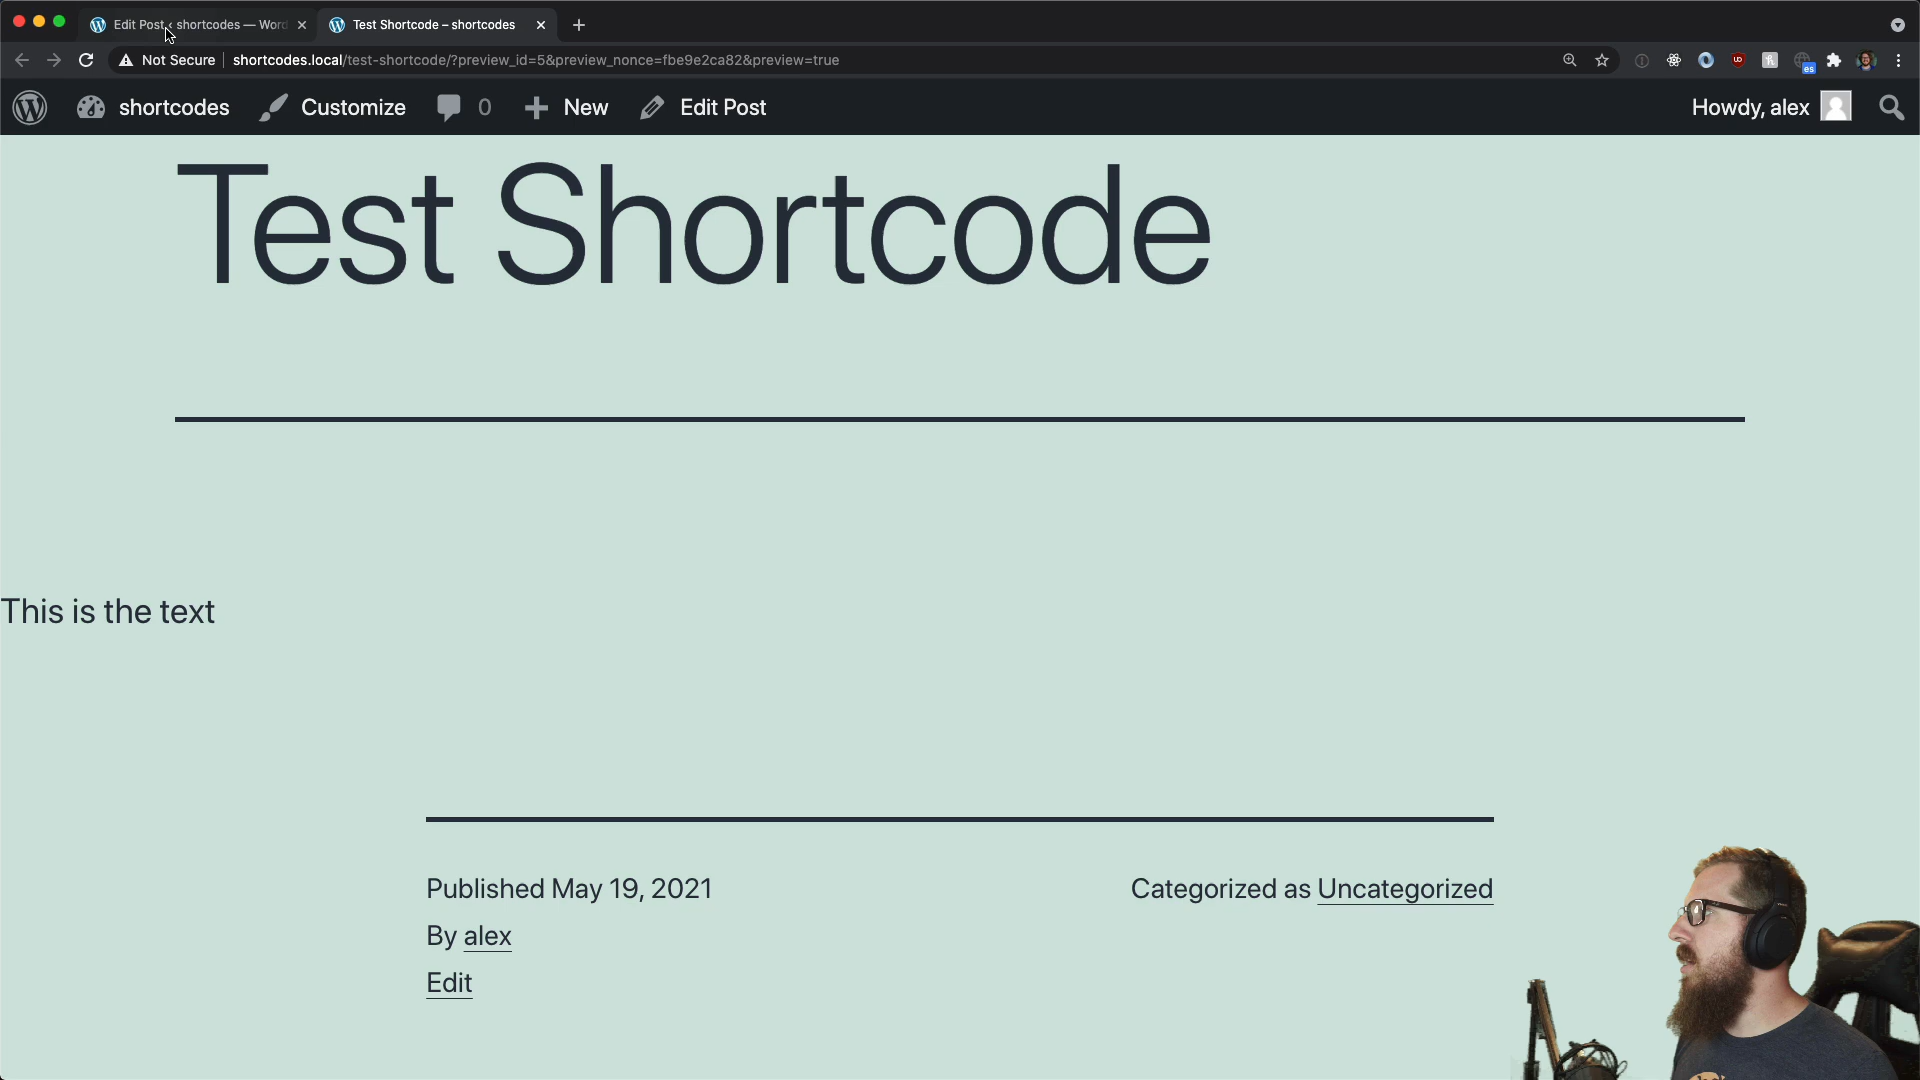 Edit Post ‹ shortcodes — Word
Test Shortcode – shortcodes
Not Secure
shortcodes.local/test-shortcode/?preview_id=5&preview_nonce=fbe9e2ca82&preview=true
es
shortcodes
Customize
0
New
Edit Post
Howdy, alex
Test Shortcode
This is the text
Published May 19, 2021
Categorized as Uncategorized
By alex
Edit